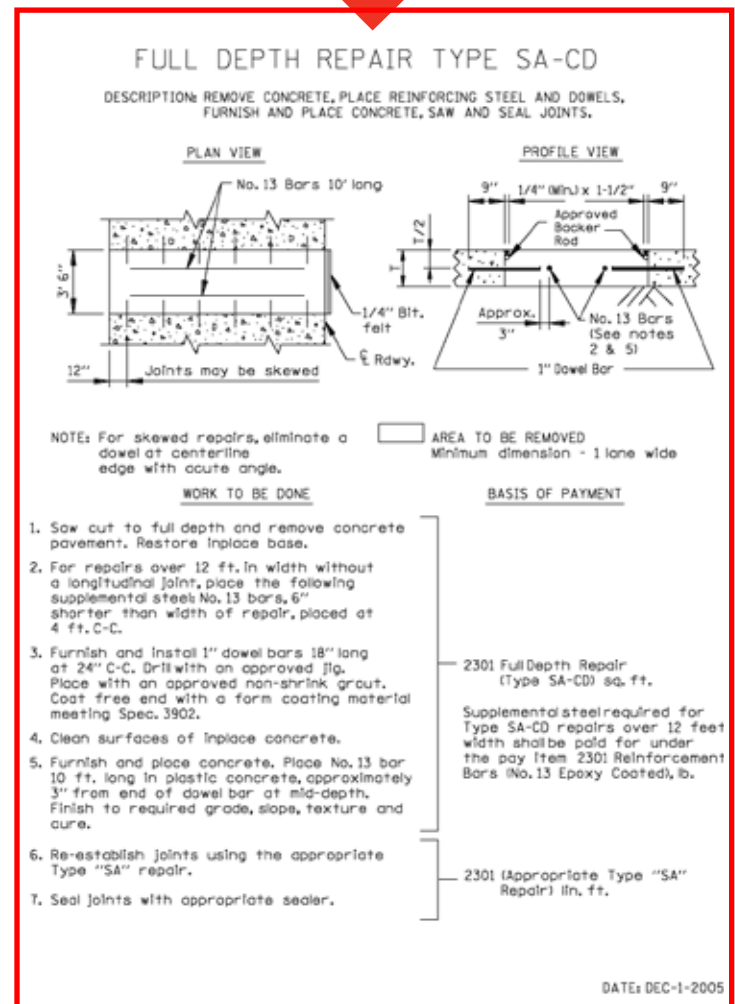 FULL DEPTH REPAIR TYPE SA-CD
DESCRIPTION: REMOVE CONCRETE, PLACE REINFORCING STEEL AND DOWELS,
FURNISH AND PLACE CONCRETE, SAW AND SEAL JOINTS.
PLAN VIEW
No. 13 Bars 10' long
3' 6"
1/4" Bit.
felt
℄ Rdwy.
12"
Joints may be skewed
PROFILE VIEW
9"
1/4" (Min.) x 1-1/2"
9"
T/2
T
Approved
Backer
Rod
Approx.
3"
No. 13 Bars
(See notes
2 & 5)
1" Dowel Bar
NOTE: For skewed repairs, eliminate a
dowel at centerline
edge with acute angle.
AREA TO BE REMOVED
Minimum dimension - 1 lane wide
WORK TO BE DONE
1. Saw cut to full depth and remove concrete
pavement. Restore inplace base.
2. For repairs over 12 ft. in width without
a longitudinal joint, place the following
supplemental steel: No. 13 bars, 6"
shorter than width of repair, placed at
4 ft. C-C.
3. Furnish and install 1" dowel bars 18" long
at 24" C-C. Drill with an approved jig.
Place with an approved non-shrink grout.
Coat free end with a form coating material
meeting Spec. 3902.
4. Clean surfaces of inplace concrete.
5. Furnish and place concrete. Place No. 13 bar
10 ft. long in plastic concrete, approximately
3" from end of dowel bar at mid-depth.
Finish to required grade, slope, texture and
cure.
6. Re-establish joints using the appropriate
Type "SA" repair.
7. Seal joints with appropriate sealer.
BASIS OF PAYMENT
2301 Full Depth Repair
(Type SA-CD) sq. ft.
Supplemental steel required for
Type SA-CD repairs over 12 feet
width shall be paid for under
the pay item 2301 Reinforcement
Bars (No. 13 Epoxy Coated), lb.
2301 (Appropriate Type "SA"
Repair) lin. ft.
DATE: DEC-1-2005